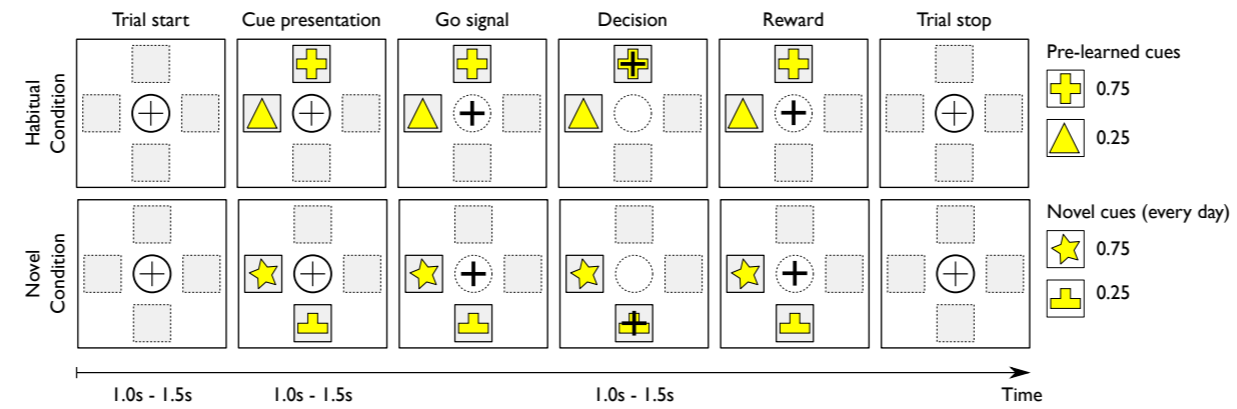 Trial start
Cue presentation
Go signal
Decision
Reward
Trial stop
Habitual
Condition
Pre-learned cues
0.75
0.25
Novel
Condition
Novel cues (every day)
0.75
0.25
1.0s - 1.5s
1.0s - 1.5s
1.0s - 1.5s
Time